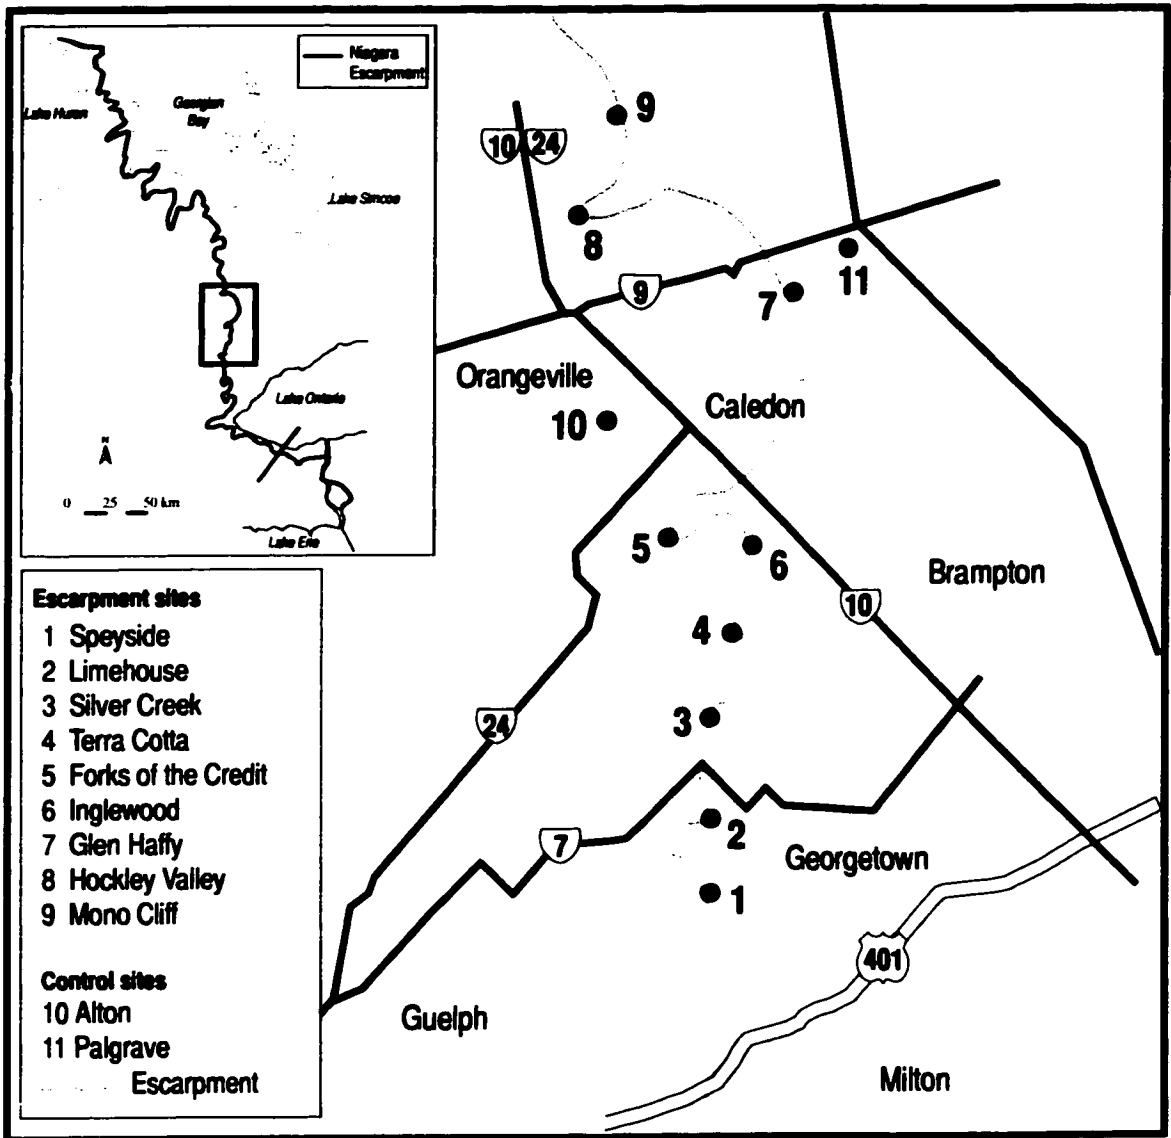 Niagara
Escarpment
Lake Huron
Georgian
Bay
Lake Simcoe
Lake Ontario
Lake Erie
N
0 25 50 km
Escarpment sites
1 Speyside
2 Limehouse
3 Silver Creek
4 Terra Cotta
5 Forks of the Credit
6 Inglewood
7 Glen Haffy
8 Hockley Valley
9 Mono Cliff
Control sites
10 Alton
11 Palgrave
Escarpment
9
10 24
8
11
9
7
Orangeville
Caledon
10
5
6
Brampton
10
4
24
3
7
2
Georgetown
1
401
Guelph
Milton